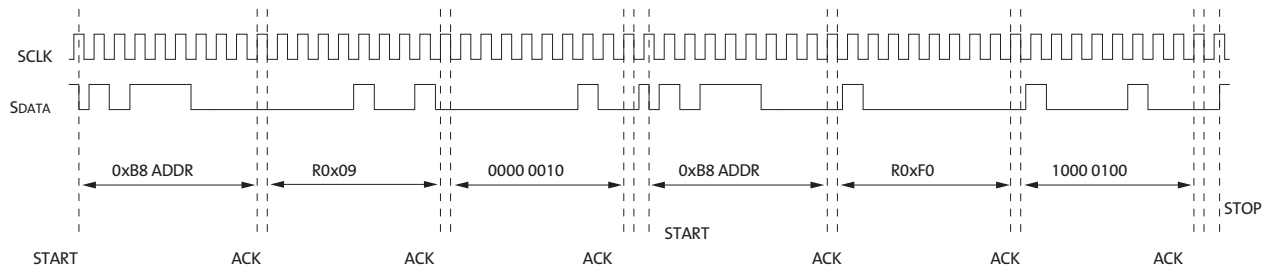 SCLK
SDATA
0xB8 ADDR R0x09 0000 0010 0xB8 ADDR R0xF0 1000 0100
STOP
START
START ACK ACK ACK ACK ACK ACK